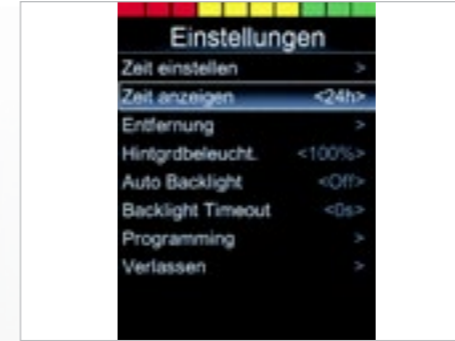 Einstellungen
Zeit einstellen >
Zeit anzeigen <24h>
Entfernung >
Hintgrdbeleucht. <100%>
Auto Backlight <Off>
Backlight Timeout <0s>
Programming >
Verlassen >